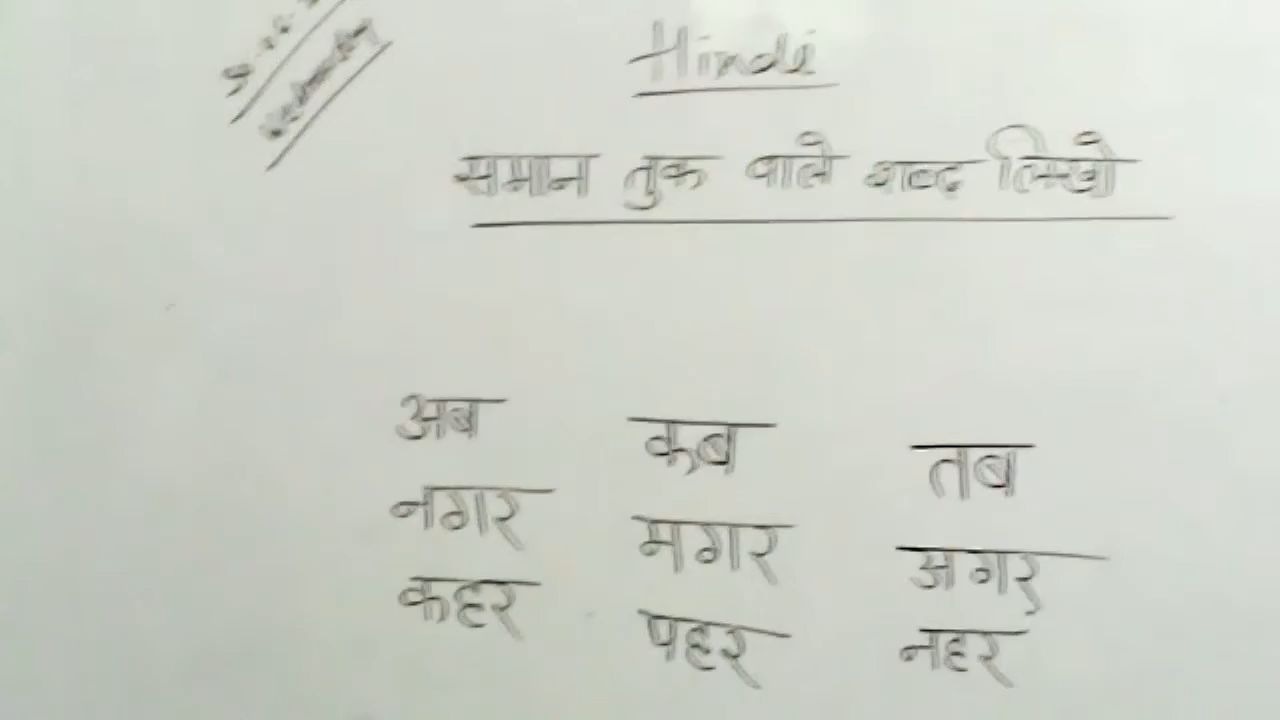 Hindi
समान तुक वाले शब्द लिखो
अब कब तब
नगर मगर अगर
कहर पहर नहर